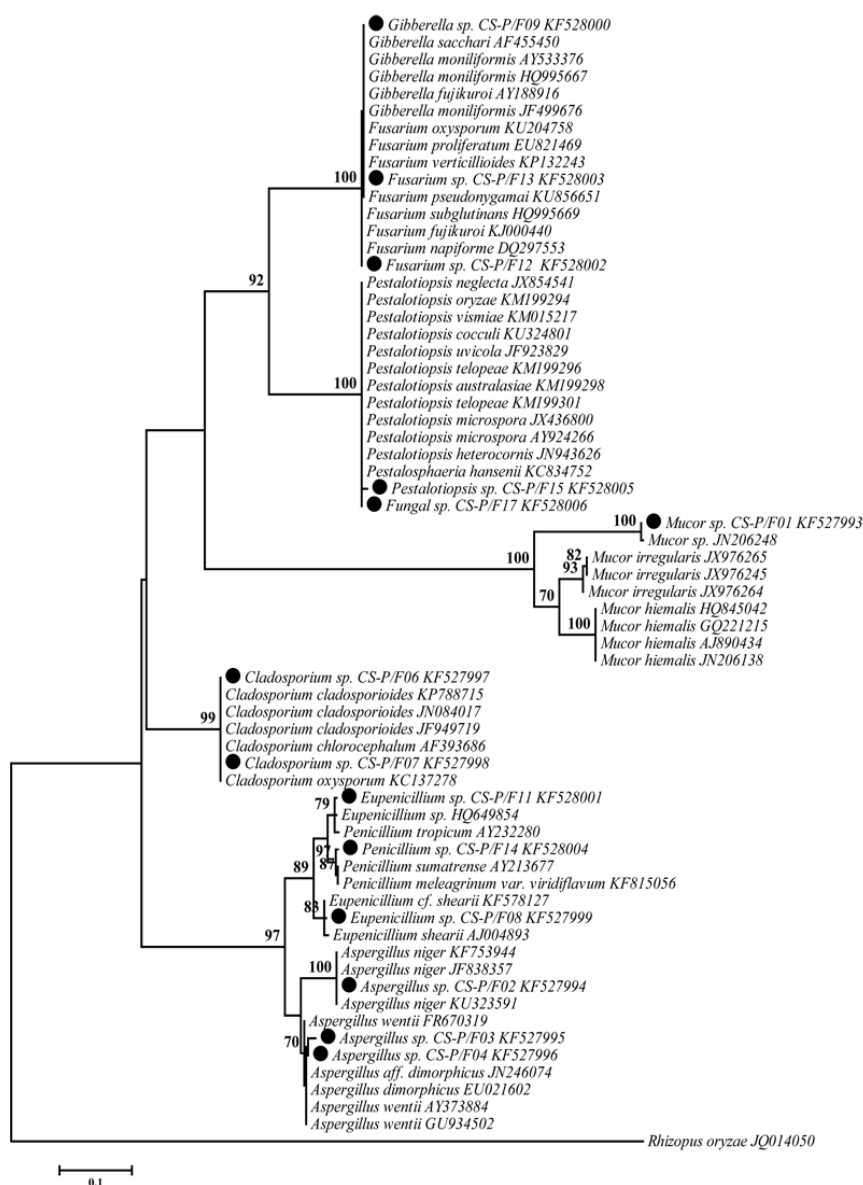 Gibberella sp. CS-P/F09 KF528000
Gibberella sacchari AF455450
Gibberella moniliformis AY533376
Gibberella moniliformis HQ995667
Gibberella fujikuroi AY188916
Gibberella moniliformis JF499676
Fusarium oxysporum KU204758
Fusarium proliferatum EU821469
Fusarium verticillioides KP132243
100
Fusarium sp. CS-P/F13 KF528003
Fusarium pseudonygamai KU856651
Fusarium subglutinans HQ995669
Fusarium fujikuroi KJ000440
Fusarium napiforme DQ297553
Fusarium sp. CS-P/F12 KF528002
92
Pestalotiopsis neglecta JX854541
Pestalotiopsis oryzae KM199294
Pestalotiopsis vismiae KM015217
Pestalotiopsis cocculi KU324801
Pestalotiopsis uvicola JF923829
Pestalotiopsis telopeae KM199296
100
Pestalotiopsis australasiae KM199298
Pestalotiopsis telopeae KM199301
Pestalotiopsis microspora JX436800
Pestalotiopsis microspora AY924266
Pestalotiopsis heterocornis JN943626
Pestalosphaeria hansenii KC834752
Pestalotiopsis sp. CS-P/F15 KF528005
Fungal sp. CS-P/F17 KF528006
100
Mucor sp. CS-P/F01 KF527993
Mucor sp. JN206248
100
82
Mucor irregularis JX976265
93
Mucor irregularis JX976245
Mucor irregularis JX976264
70
Mucor hiemalis HQ845042
100
Mucor hiemalis GQ221215
Mucor hiemalis AJ890434
Mucor hiemalis JN206138
Cladosporium sp. CS-P/F06 KF527997
Cladosporium cladosporioides KP788715
Cladosporium cladosporioides JN084017
99
Cladosporium cladosporioides JF949719
Cladosporium chlorocephalum AF393686
Cladosporium sp. CS-P/F07 KF527998
Cladosporium oxysporum KC137278
79
Eupenicillium sp. CS-P/F11 KF528001
Eupenicillium sp. HQ649854
Penicillium tropicum AY232280
97
Penicillium sp. CS-P/F14 KF528004
89
87
Penicillium sumatrense AY213677
Penicillium meleagrinum var. viridiflavum KF815056
Eupenicillium cf. shearii KF578127
83
Eupenicillium sp. CS-P/F08 KF527999
Eupenicillium shearii AJ004893
97
Aspergillus niger KF753944
100
Aspergillus niger JF838357
Aspergillus sp. CS-P/F02 KF527994
Aspergillus niger KU323591
Aspergillus wentii FR670319
70
Aspergillus sp. CS-P/F03 KF527995
Aspergillus sp. CS-P/F04 KF527996
Aspergillus aff. dimorphicus JN246074
Aspergillus dimorphicus EU021602
Aspergillus wentii AY373884
Aspergillus wentii GU934502
Rhizopus oryzae JQ014050
0.1